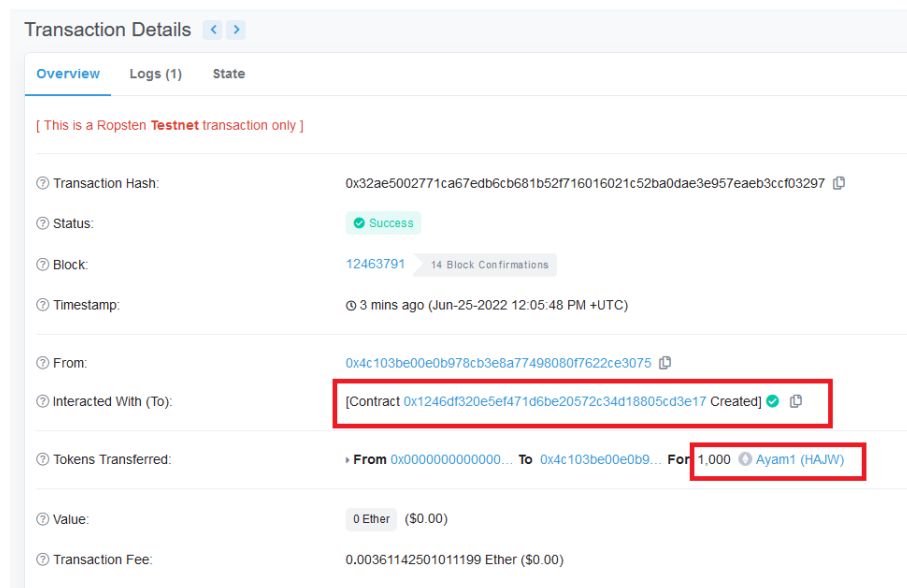 Transaction Details < >
Overview Logs (1) State
[ This is a Ropsten Testnet transaction only ]
Transaction Hash: 0x32ae5002771ca67edb6cb681b52f716016021c52ba0dae3e957eaeb3ccf03297
Status: Success
Block: 12463791 14 Block Confirmations
Timestamp: 3 mins ago (Jun-25-2022 12:05:48 PM +UTC)
From: 0x4c103be00e0b978cb3e8a77498080f7622ce3075
Interacted With (To): [Contract 0x1246df320e5ef471d6be20572c34d18805cd3e17 Created]
Tokens Transferred: From 0x0000000000000... To 0x4c103be00e0b9... For 1,000 Ayam1 (HAJW)
Value: 0 Ether ($0.00)
Transaction Fee: 0.00361142501011199 Ether ($0.00)